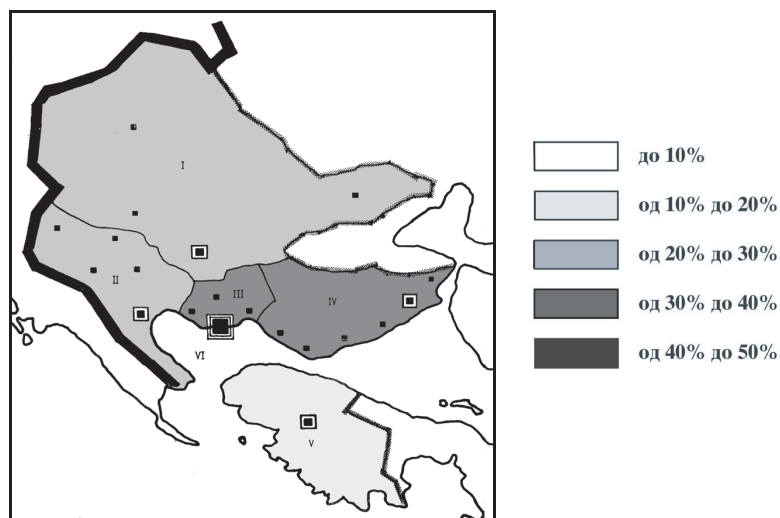 I
II
III
IV
VI
V
до 10%
од 10% до 20%
од 20% до 30%
од 30% до 40%
од 40% до 50%